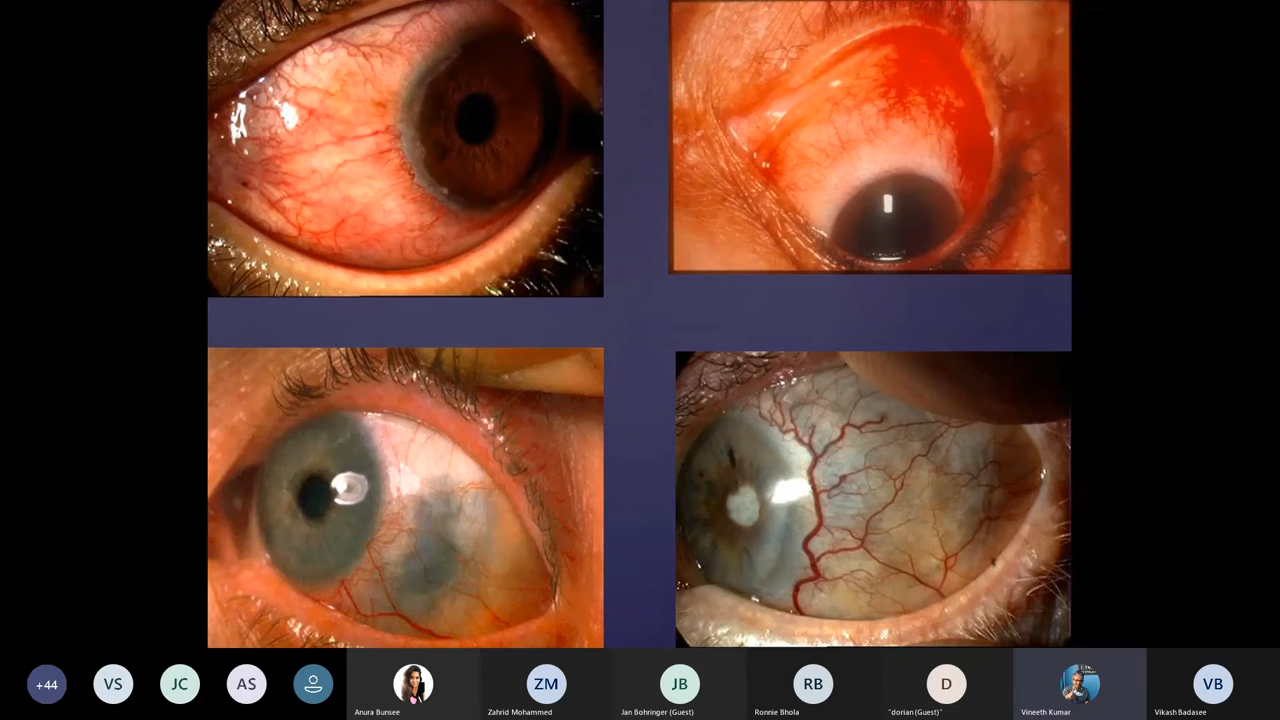 +44
VS
JC
AS
Anura Bunsee
ZM
Zahrid Mohammed
JB
Jan Bohringer (Guest)
RB
Ronnie Bhola
D
"dorian(Guest)"
Vineeth Kumar
VB
Vikash Badasee